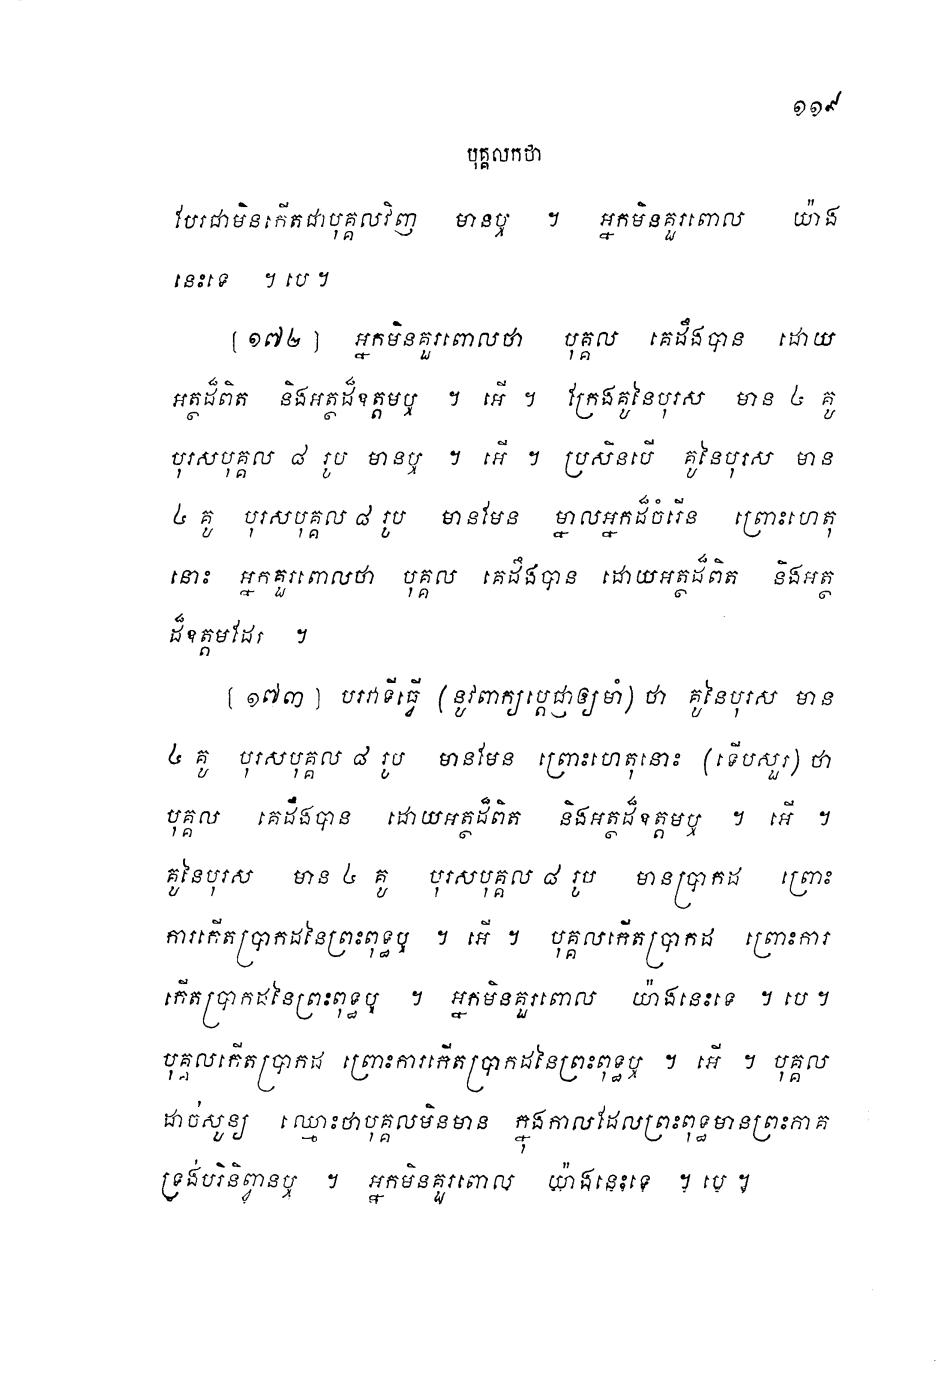 ១១៩
បុគ្គលកថា
បែរជាមិនកើតជាបុគ្គលវិញ មានឬ ។ អ្នកមិនគួរពោល យ៉ាង
នេះទេ ។ បេ ។
[ ១៧២ ] អ្នកមិនគួរពោលថា បុគ្គល គេដឹងបាន ដោយ
អត្ថដ៏ពិត និងអត្ថដ៏ឧត្តមឬ ។ អើ ។ ក្រែងគូនៃបុរស មាន ៤ គូ
បុរសបុគ្គល ៨ រូប មានឬ ។ អើ ។ ប្រសិនបើ គូនៃបុរស មាន
៤ គូ បុរសបុគ្គល ៨ រូប មានមែន ម្នាលអ្នកដ៏ចំរើន ព្រោះហេតុ
នោះ អ្នកគួរពោលថា បុគ្គល គេដឹងបាន ដោយអត្ថដ៏ពិត និងអត្ថ
ដ៏ឧត្តមដែរ ។
[ ១៧៣ ] បរវាទីធ្វើ (នូវពាក្យប្តេជ្ញាឲ្យមាំ) ថា គូនៃបុរស មាន
៤ គូ បុរសបុគ្គល ៨ រូប មានមែន ព្រោះហេតុនោះ (ទើបសួរ) ថា
បុគ្គល គេដឹងបាន ដោយអត្ថដ៏ពិត និងអត្ថដ៏ឧត្តមឬ ។ អើ ។
គូនៃបុរស មាន ៤ គូ បុរសបុគ្គល ៨ រូប មានប្រាកដ ព្រោះ
ការកើតប្រាកដនៃព្រះពុទ្ធឬ ។ អើ ។ បុគ្គលកើតប្រាកដ ព្រោះការ
កើតប្រាកដនៃព្រះពុទ្ធឬ ។ អ្នកមិនគួរពោល យ៉ាងនេះទេ ។ បេ ។
បុគ្គលកើតប្រាកដ ព្រោះការកើតប្រាកដនៃព្រះពុទ្ធឬ ។ អើ ។ បុគ្គល
ដាច់សូន្យ ឈ្មោះថាបុគ្គលមិនមាន ក្នុងកាលដែលព្រះពុទ្ធមានព្រះភាគ
ទ្រង់បរិនិព្វានឬ ។ អ្នកមិនគួរពោល យ៉ាងនេះទេ ។ បេ ។